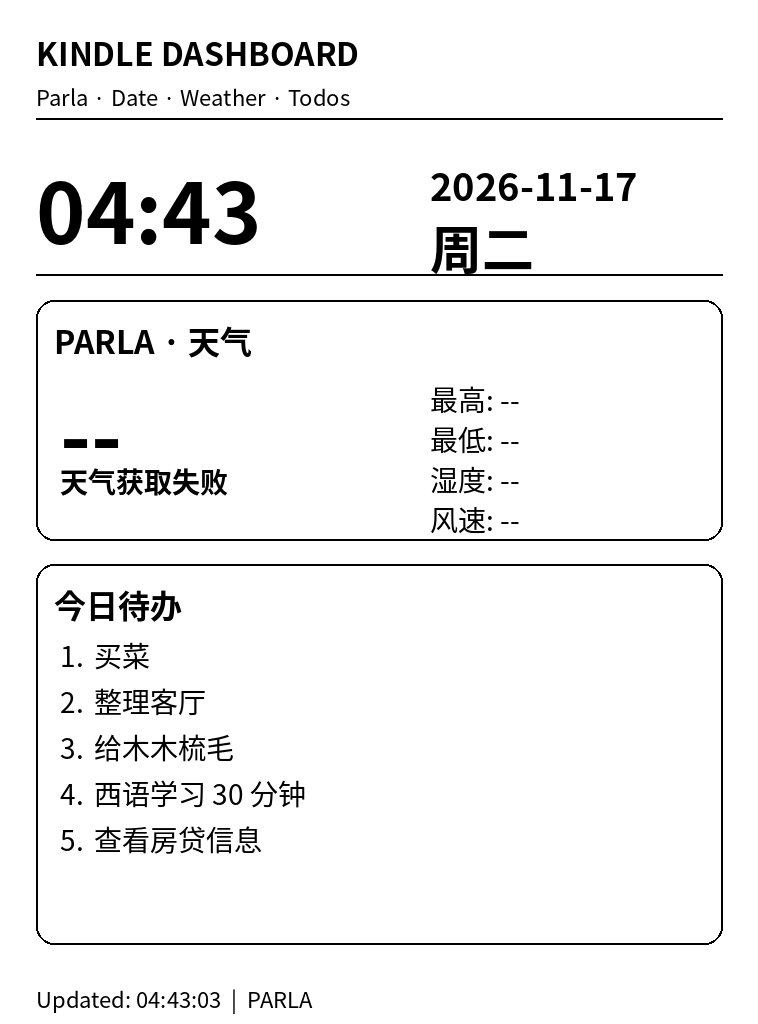 KINDLE DASHBOARD
Parla · Date · Weather · Todos
04:43
2026-11-17
周二
PARLA · 天气
--
天气获取失败
最高: --
最低: --
湿度: --
风速: --
今日待办
1. 买菜
2. 整理客厅
3. 给木木梳毛
4. 西语学习 30 分钟
5. 查看房贷信息
Updated: 04:43:03 | PARLA